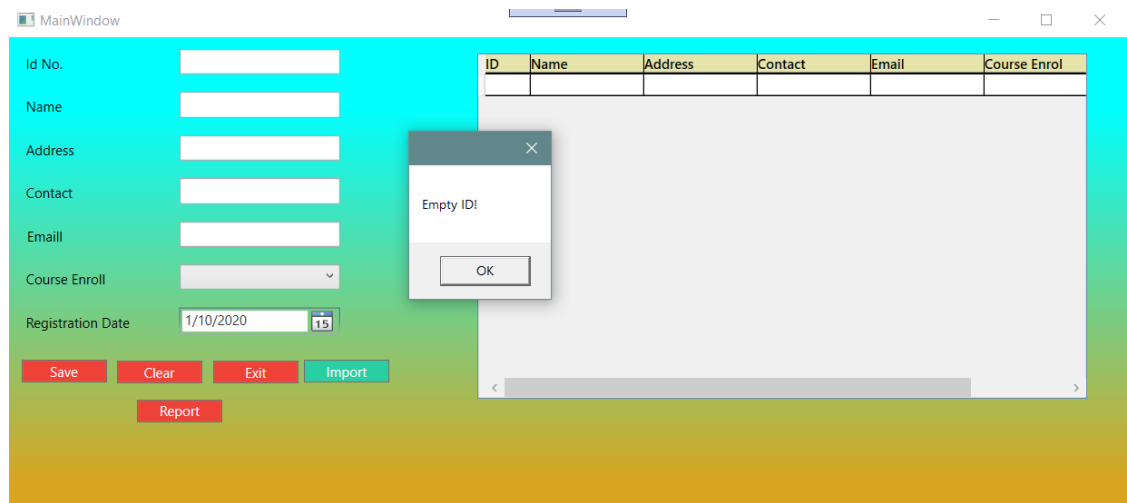 MainWindow
Id No.
ID Name Address Contact Email Course Enrol
Name
Address
Contact
Empty ID!
Emaill
OK
Course Enroll
Registration Date 1/10/2020 15
Save Clear Exit Import
Report